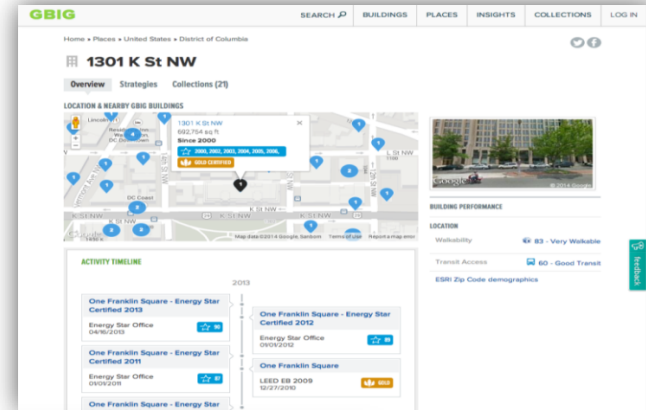 GBIG
SEARCH
BUILDINGS
PLACES
INSIGHTS
COLLECTIONS
LOG IN
Home • Places • United States • District of Columbia
1301 K St NW
Overview
Strategies
Collections (21)
LOCATION & NEARBY GBIG BUILDINGS
1301 K St NW
692,754 sq ft
Since 2000
2000, 2002, 2003, 2004, 2005, 2006,
GOLD CERTIFIED
L St NW
DC Coast
K St NW
K St NW
K St NW
Map data ©2014 Google, Sanborn
Terms of Use
Report a map error
Google
© 2014 Google
BUILDING PERFORMANCE
LOCATION
Walkability
83 - Very Walkable
Transit Access
60 - Good Transit
ESRI Zip Code demographics
feedback
ACTIVITY TIMELINE
2013
One Franklin Square - Energy Star
Certified 2013
Energy Star Office
04/16/2013
One Franklin Square - Energy Star
Certified 2012
Energy Star Office
01/01/2012
One Franklin Square - Energy Star
Certified 2011
Energy Star Office
01/01/2011
87
One Franklin Square
LEED EB 2009
12/27/2010
GOLD
One Franklin Square - Energy Star